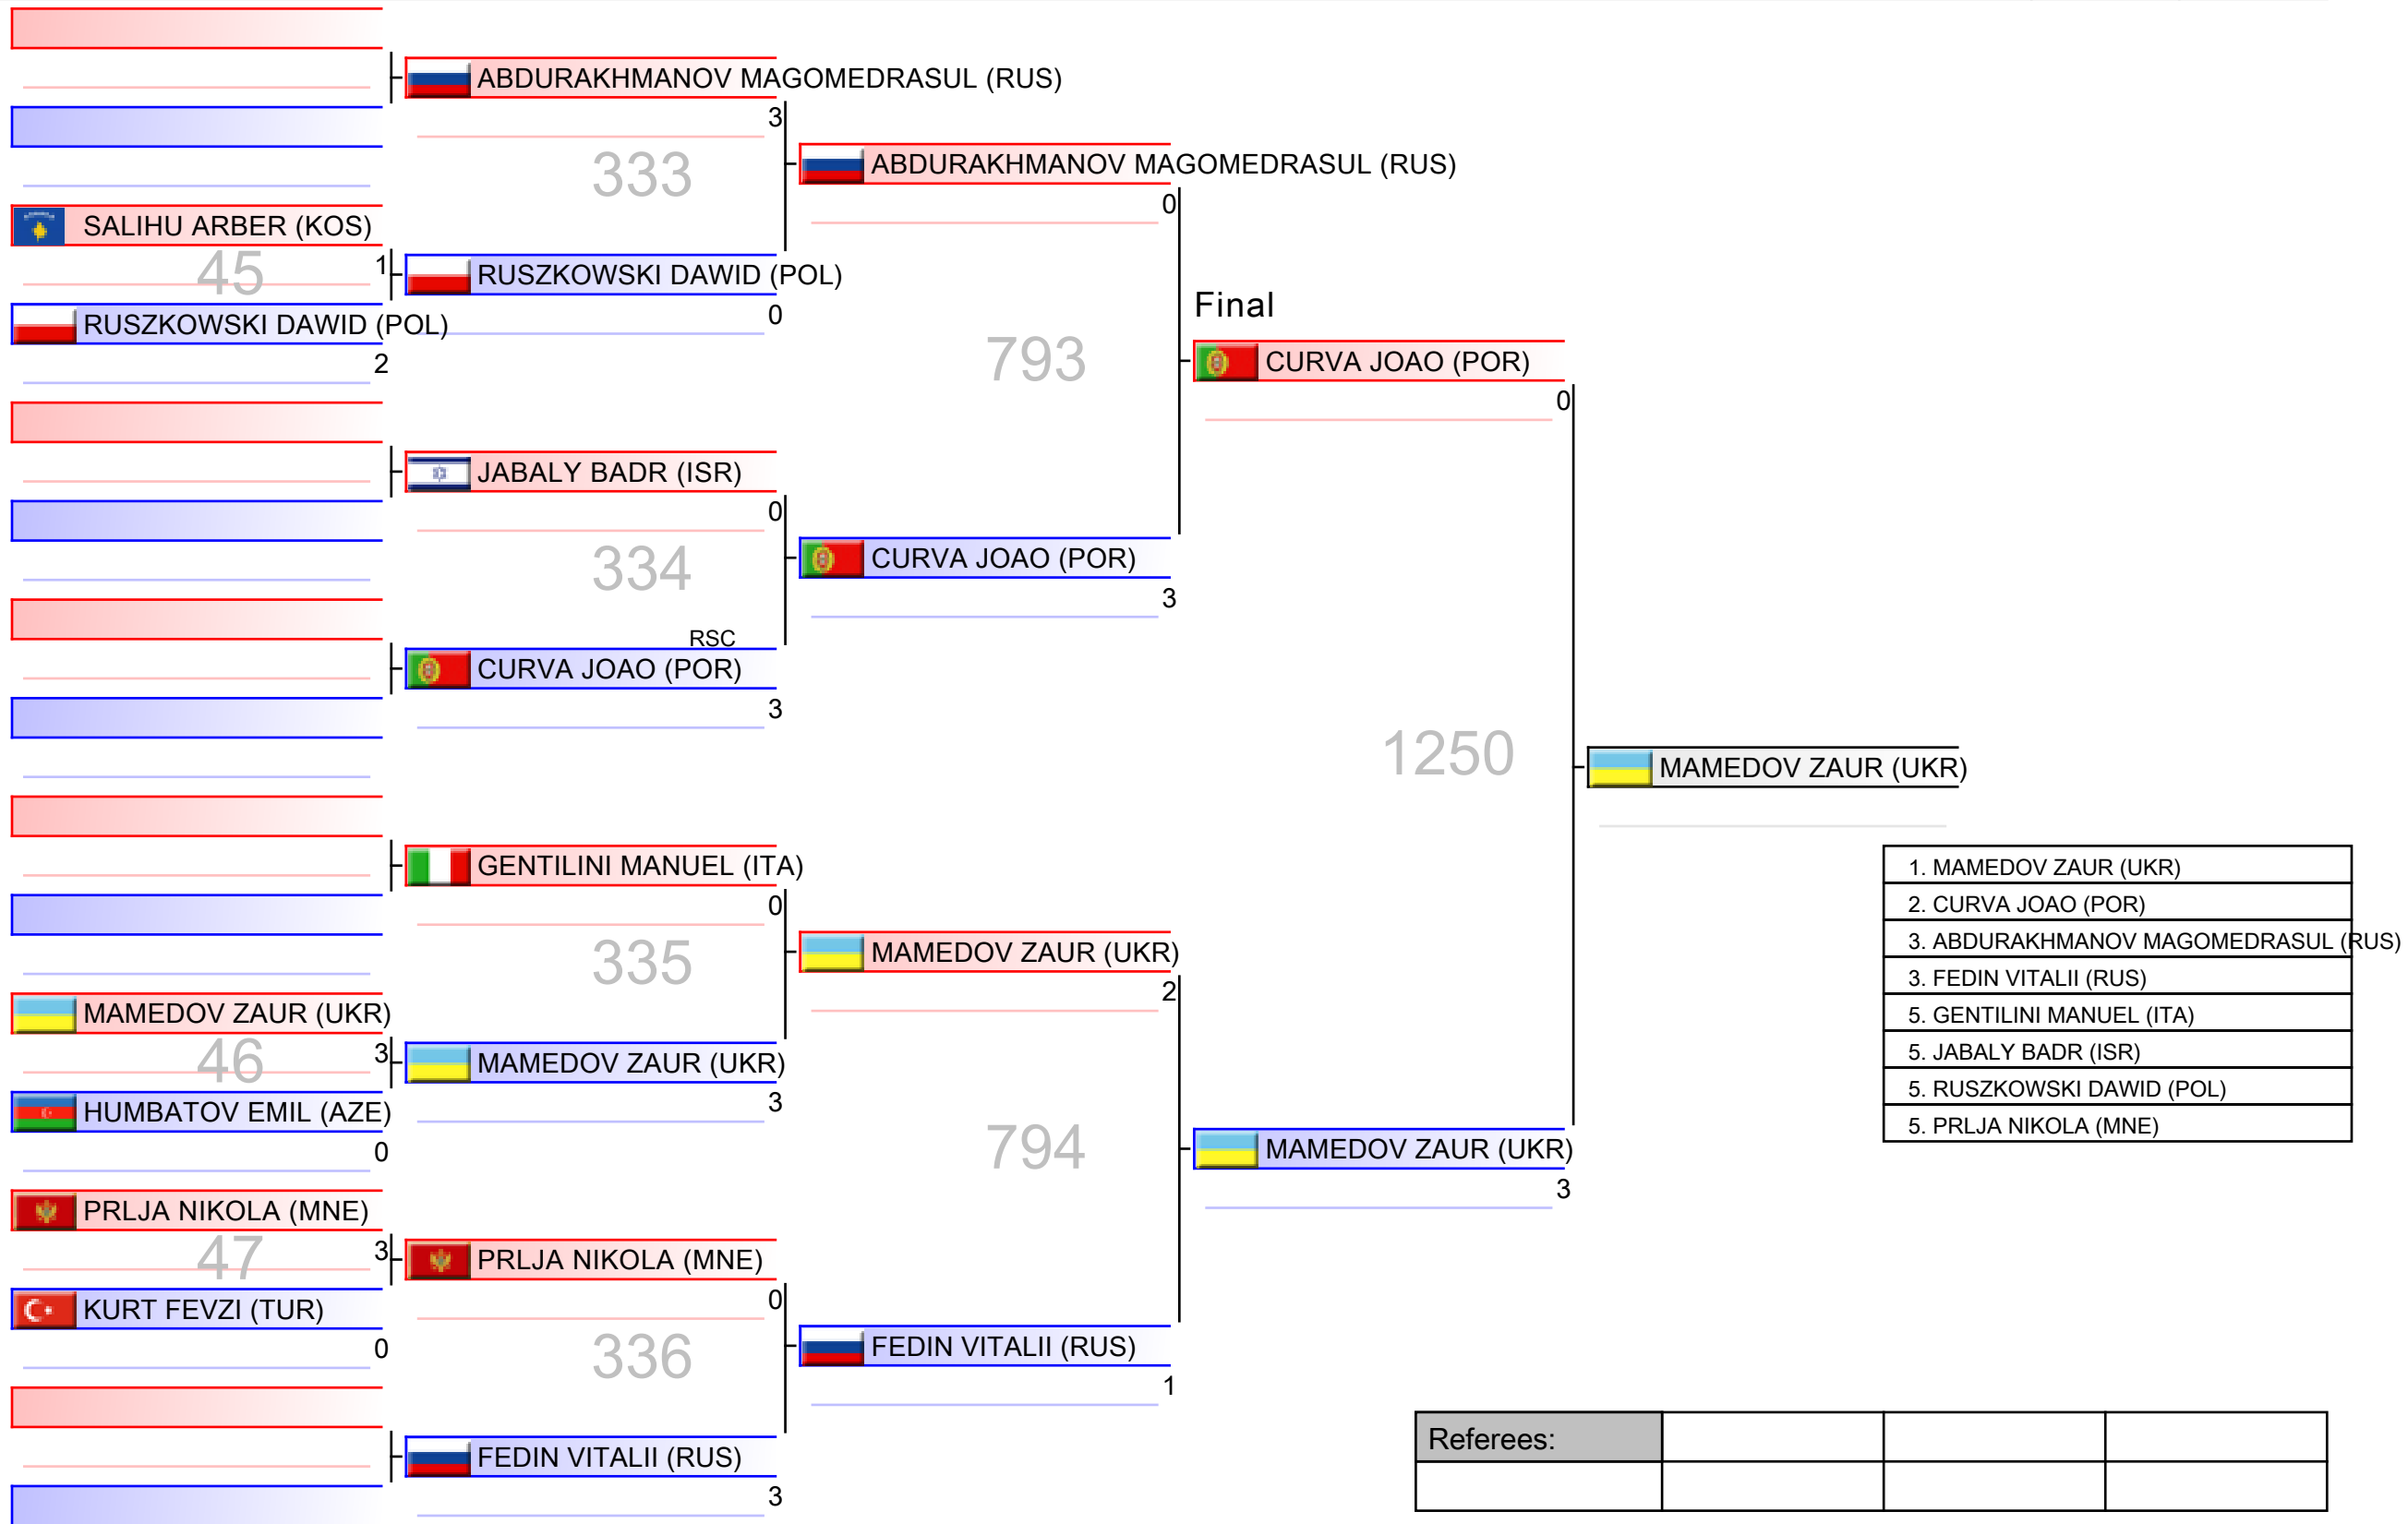 ABDURAKHMANOV MAGOMEDRASUL (RUS)
3
333
ABDURAKHMANOV MAGOMEDRASUL (RUS)
0
SALIHU ARBER (KOS)
45
1
RUSZKOWSKI DAWID (POL)
0
RUSZKOWSKI DAWID (POL)
2
793
Final
CURVA JOAO (POR)
0
JABALY BADR (ISR)
0
334
CURVA JOAO (POR)
3
RSC
CURVA JOAO (POR)
3
1250
MAMEDOV ZAUR (UKR)
GENTILINI MANUEL (ITA)
0
335
MAMEDOV ZAUR (UKR)
2
MAMEDOV ZAUR (UKR)
46
3
MAMEDOV ZAUR (UKR)
3
HUMBATOV EMIL (AZE)
0
794
MAMEDOV ZAUR (UKR)
3
PRLJA NIKOLA (MNE)
47
3
PRLJA NIKOLA (MNE)
0
KURT FEVZI (TUR)
0
336
FEDIN VITALII (RUS)
1
FEDIN VITALII (RUS)
3
1. MAMEDOV ZAUR (UKR)
2. CURVA JOAO (POR)
3. ABDURAKHMANOV MAGOMEDRASUL (RUS)
3. FEDIN VITALII (RUS)
5. GENTILINI MANUEL (ITA)
5. JABALY BADR (ISR)
5. RUSZKOWSKI DAWID (POL)
5. PRLJA NIKOLA (MNE)
Referees: